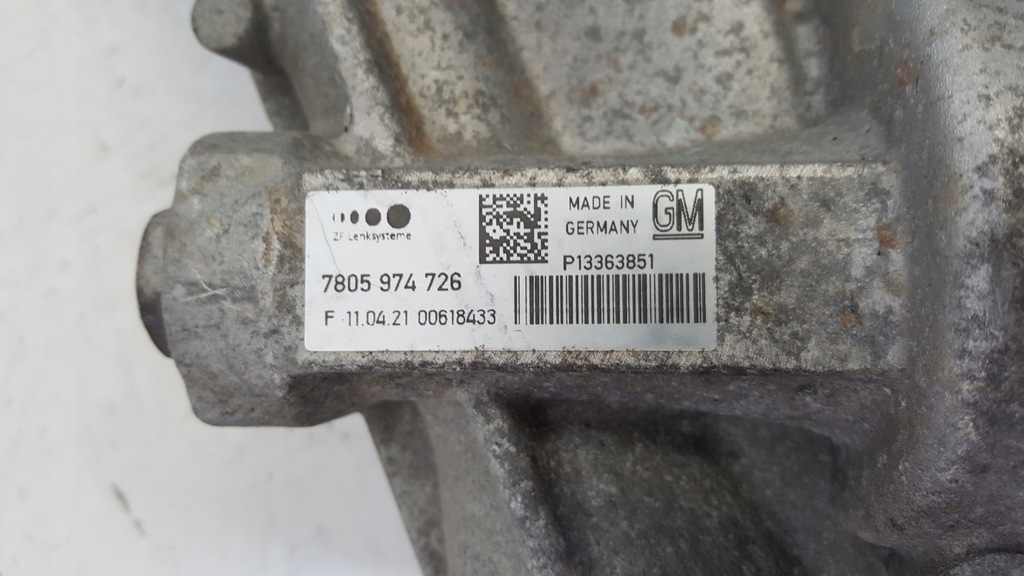 ZF Lenksysteme
7805 974 726
F 11.04.21 00618433
MADE IN
GERMANY
GM
P13363851